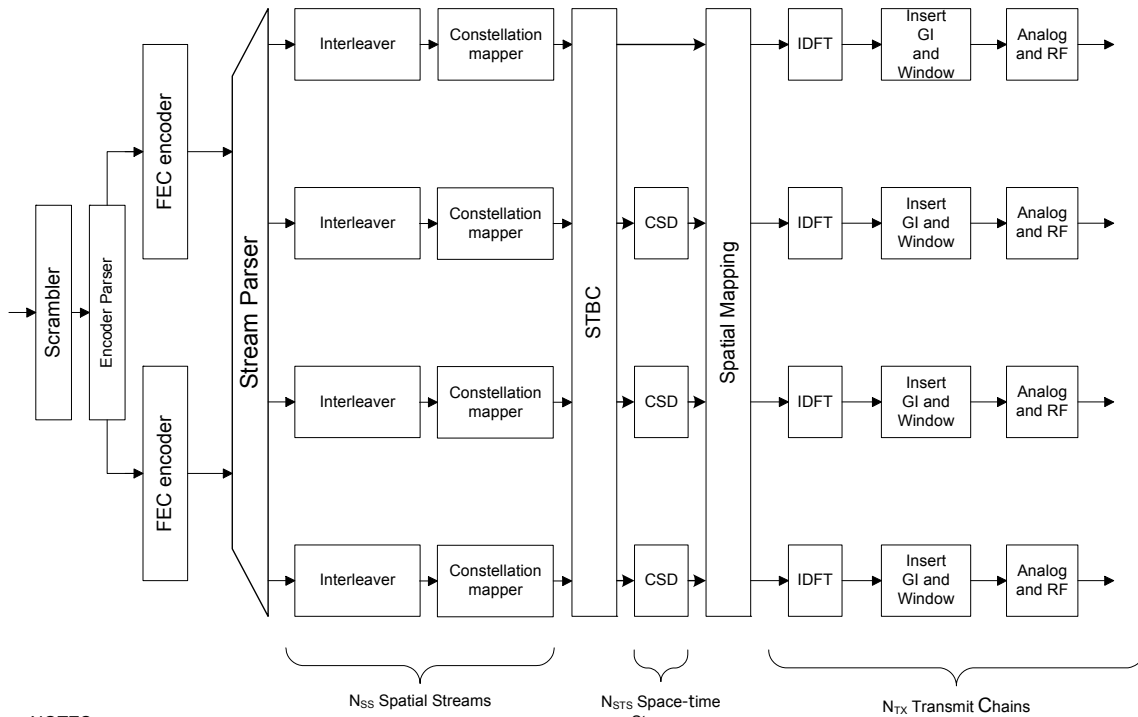 Scrambler
Encoder Parser
FEC encoder
FEC encoder
Stream Parser
Interleaver
Constellation
mapper
Interleaver
Constellation
mapper
Interleaver
Constellation
mapper
Interleaver
Constellation
mapper
STBC
CSD
CSD
CSD
Spatial Mapping
IDFT
Insert
GI
and
Window
Analog
and RF
IDFT
Insert
GI and
Window
Analog
and RF
IDFT
Insert
GI and
Window
Analog
and RF
IDFT
Insert
GI and
Window
Analog
and RF
NSS Spatial Streams
NSTS Space-time
NTX Transmit Chains
NOTES